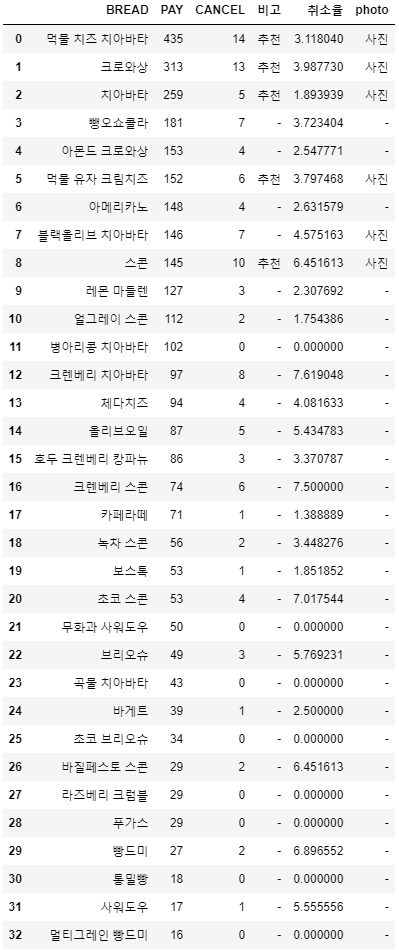 BREAD PAY CANCEL 비고 취소율 photo
0 먹물 치즈 치아바타 435 14 추천 3.118040 사진
1 크로와상 313 13 추천 3.987730 사진
2 치아바타 259 5 추천 1.893939 사진
3 뺑오쇼콜라 181 7 - 3.723404 -
4 아몬드 크로와상 153 4 - 2.547771 -
5 먹물 유자 크림치즈 152 6 추천 3.797468 사진
6 아메리카노 148 4 - 2.631579 -
7 블랙올리브 치아바타 146 7 - 4.575163 사진
8 스콘 145 10 추천 6.451613 사진
9 레몬 마들렌 127 3 - 2.307692 -
10 얼그레이 스콘 112 2 - 1.754386 -
11 병아리콩 치아바타 102 0 - 0.000000 -
12 크렌베리 치아바타 97 8 - 7.619048 -
13 체다치즈 94 4 - 4.081633 -
14 올리브오일 87 5 - 5.434783 -
15 호두 크렌베리 캉파뉴 86 3 - 3.370787 -
16 크렌베리 스콘 74 6 - 7.500000 -
17 카페라떼 71 1 - 1.388889 -
18 녹차 스콘 56 2 - 3.448276 -
19 보스톡 53 1 - 1.851852 -
20 초코 스콘 53 4 - 7.017544 -
21 무화과 사워도우 50 0 - 0.000000 -
22 브리오슈 49 3 - 5.769231 -
23 곡물 치아바타 43 0 - 0.000000 -
24 바게트 39 1 - 2.500000 -
25 초코 브리오슈 34 0 - 0.000000 -
26 바질페스토 스콘 29 2 - 6.451613 -
27 라즈베리 크럼블 29 0 - 0.000000 -
28 푸가스 29 0 - 0.000000 -
29 빵드미 27 2 - 6.896552 -
30 통밀빵 18 0 - 0.000000 -
31 사워도우 17 1 - 5.555556 -
32 멀티그레인 빵드미 16 0 - 0.000000 -